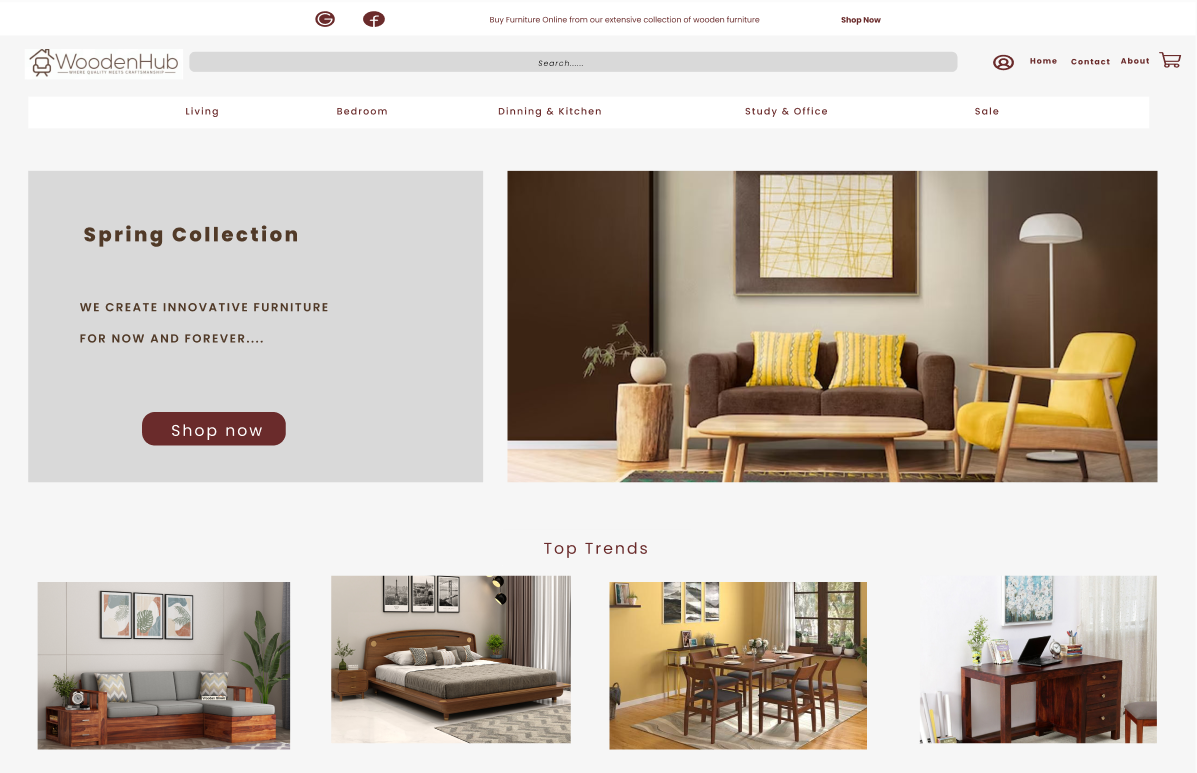 G
f
Buy Furniture Online from our extensive collection of wooden furniture
Shop Now
WoodenHub
WHERE QUALITY MEETS CRAFTSMANSHIP
Search......
Home
Contact
About
Living
Bedroom
Dinning & Kitchen
Study & Office
Sale
Spring Collection
WE CREATE INNOVATIVE FURNITURE
FOR NOW AND FOREVER....
Shop now
Top Trends
Wooden Street